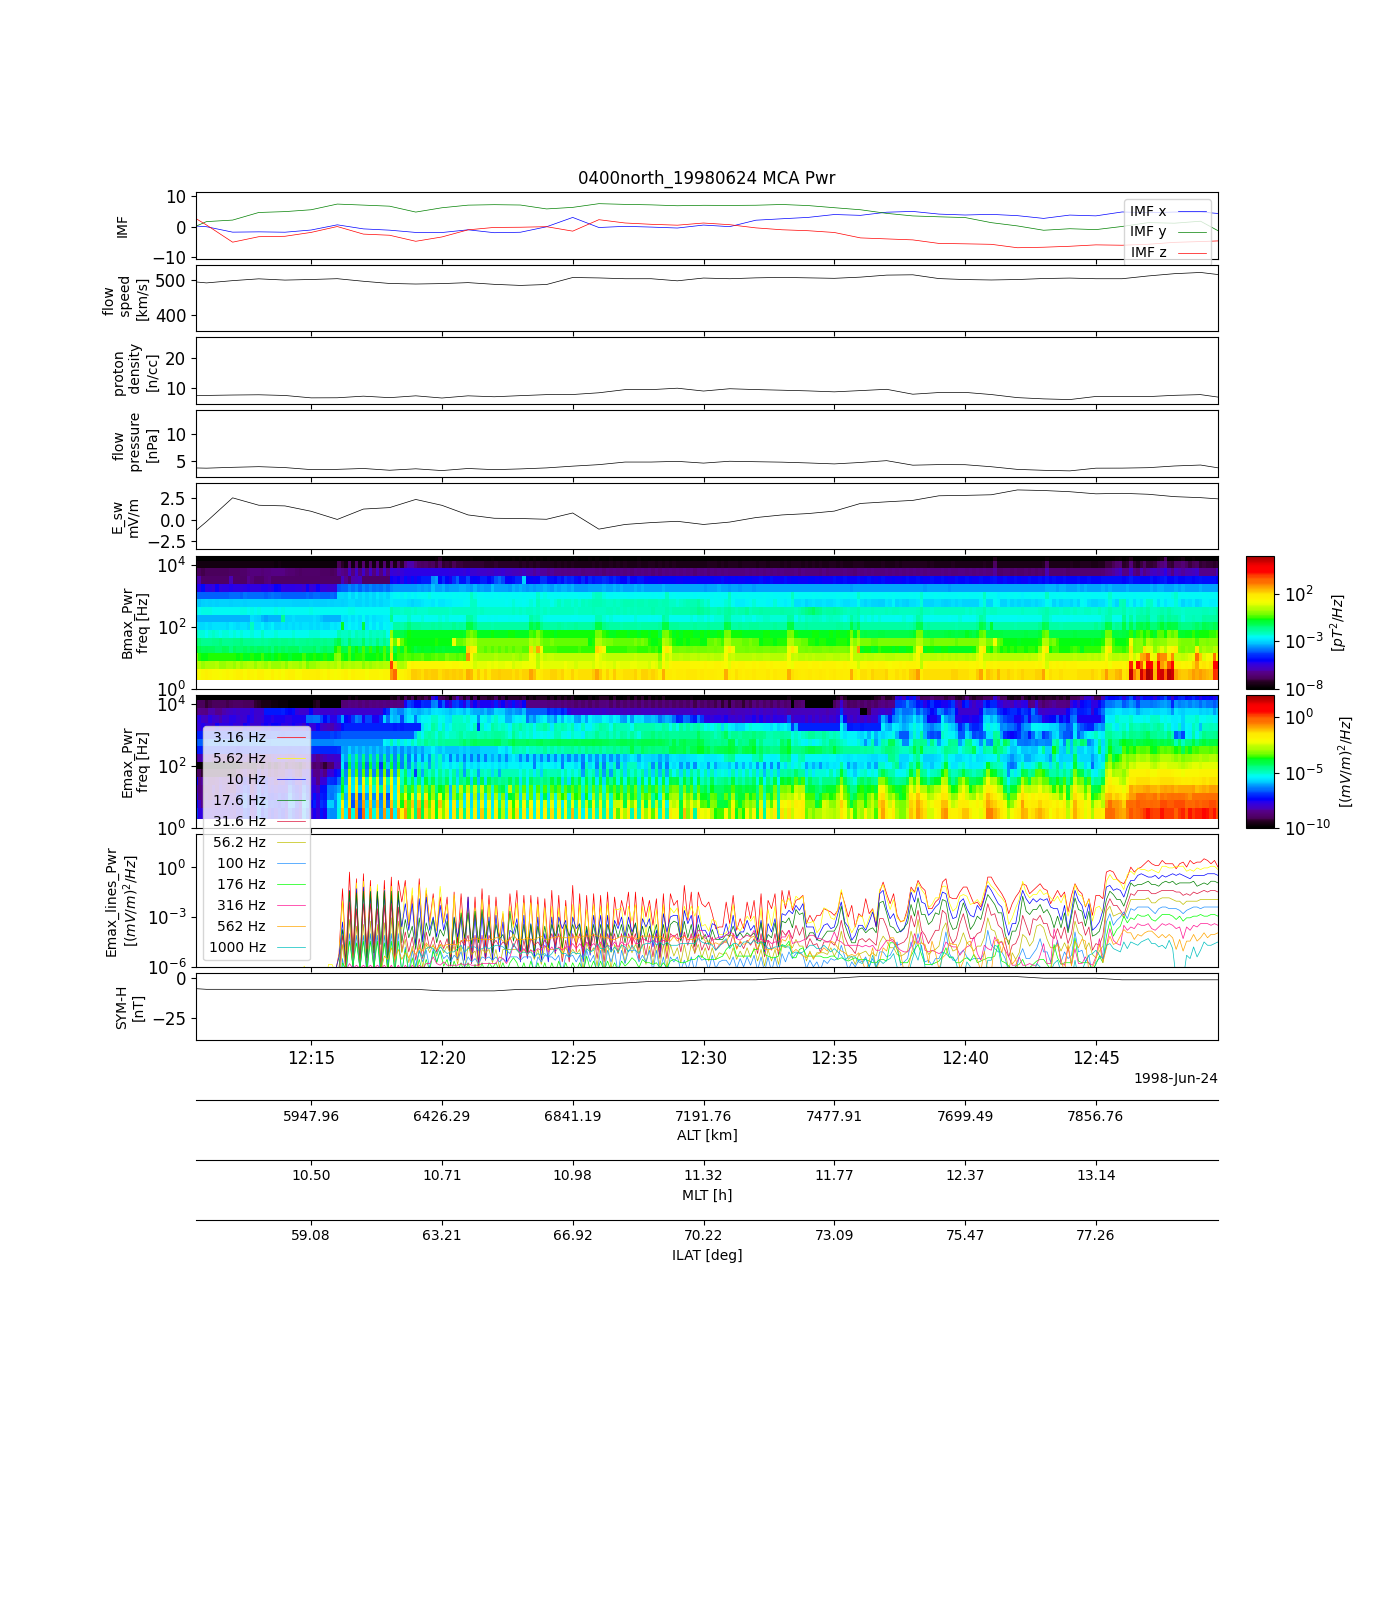 0400north_19980624 MCA Pwr
10
0
−10
IMF
IMF x
IMF y
IMF z
500
400
flow
speed
[km/s]
20
10
proton
density
[n/cc]
10
5
flow
pressure
[nPa]
2.5
0.0
−2.5
E_sw
mV/m
10^4
10^2
10^0
Bmax_Pwr
freq [Hz]
10^2
10^−3
10^−8
[pT^2/Hz]
10^4
10^2
10^0
Emax_Pwr
freq [Hz]
10^0
10^−5
10^−10
[(mV/m)^2/Hz]
3.16 Hz
5.62 Hz
10 Hz
17.6 Hz
31.6 Hz
56.2 Hz
100 Hz
176 Hz
316 Hz
562 Hz
1000 Hz
10^0
10^−3
10^−6
Emax_lines_Pwr
[(mV/m)^2/Hz]
0
−25
SYM-H
[nT]
12:15 12:20 12:25 12:30 12:35 12:40 12:45
1998-Jun-24
5947.96 6426.29 6841.19 7191.76 7477.91 7699.49 7856.76
ALT [km]
10.50 10.71 10.98 11.32 11.77 12.37 13.14
MLT [h]
59.08 63.21 66.92 70.22 73.09 75.47 77.26
ILAT [deg]